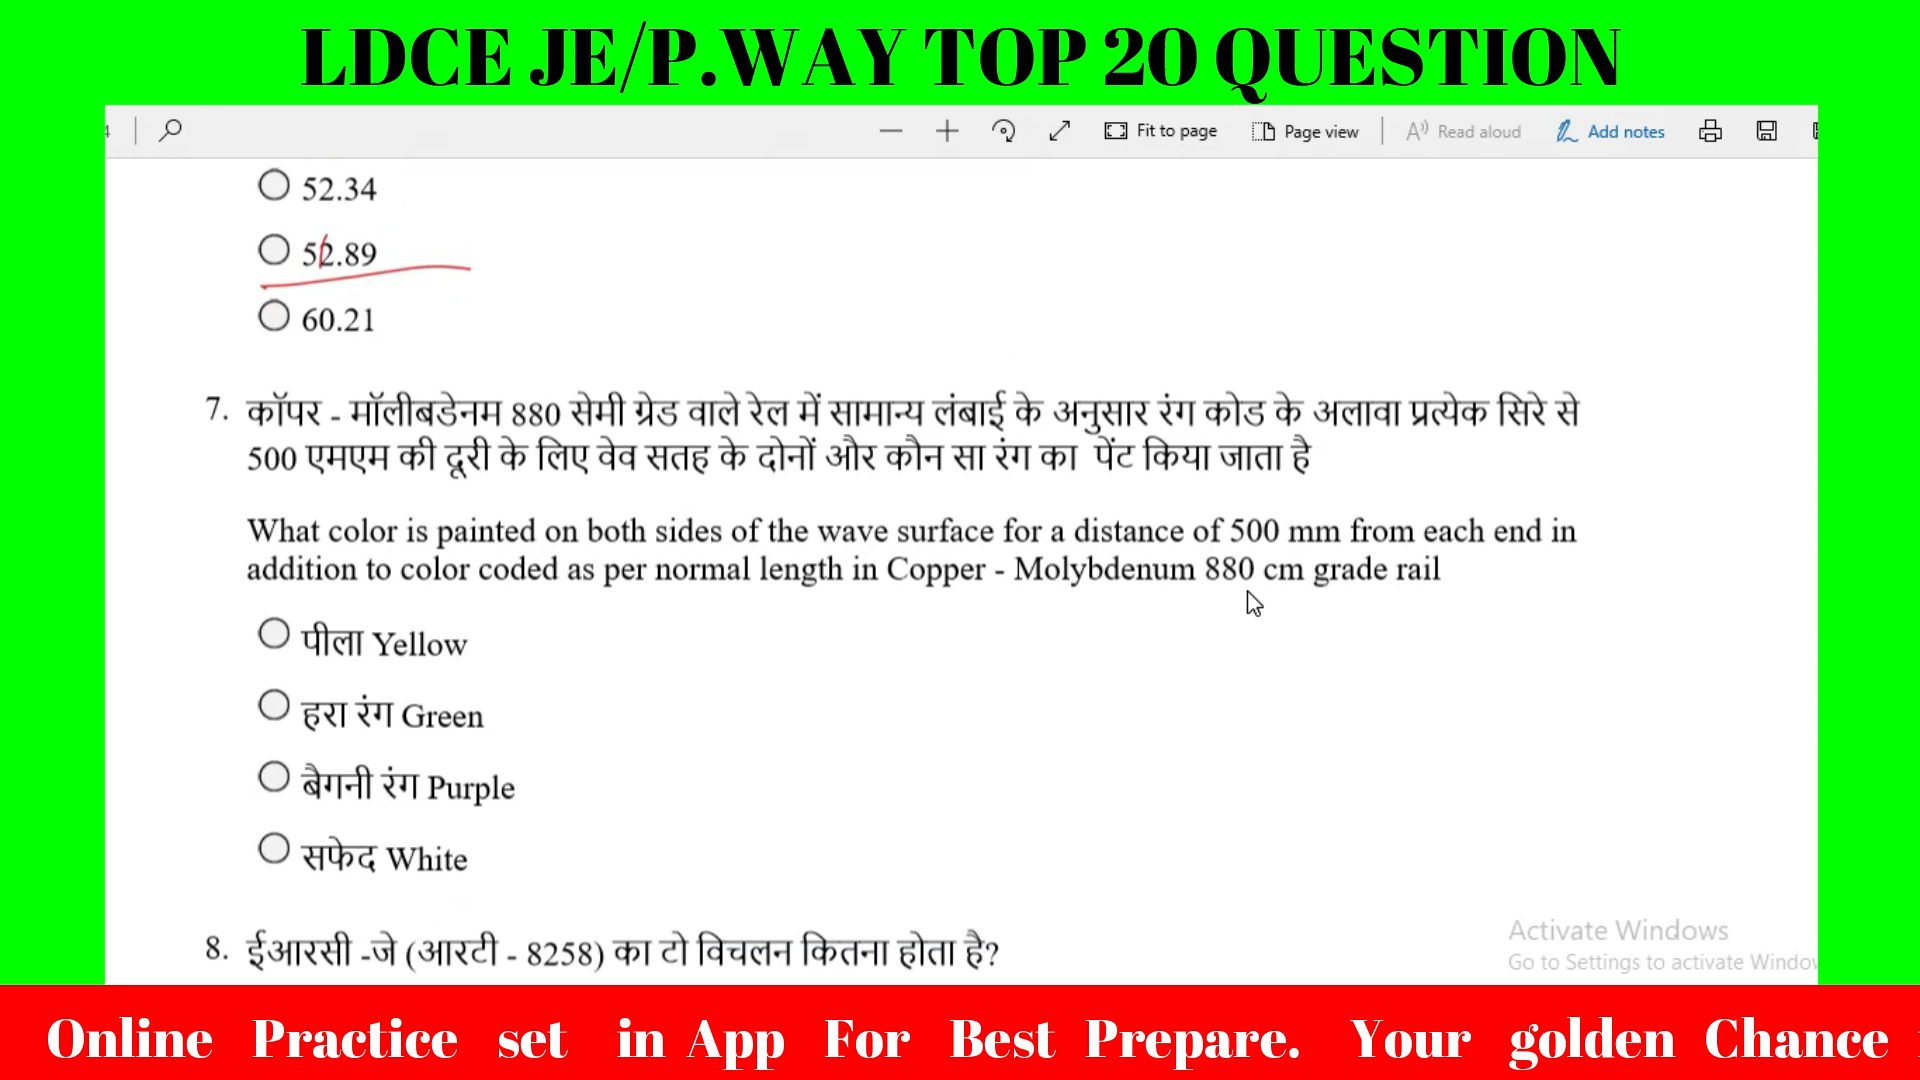 LDCE JE/P.WAY TOP 20 QUESTION
Fit to page Page view Read aloud Add notes
52.34
52.89
60.21
7. कॉपर - मॉलीबडेनम 880 सेमी ग्रेड वाले रेल में सामान्य लंबाई के अनुसार रंग कोड के अलावा प्रत्येक सिरे से
500 एमएम की दूरी के लिए वेव सतह के दोनों और कौन सा रंग का पेंट किया जाता है
What color is painted on both sides of the wave surface for a distance of 500 mm from each end in
addition to color coded as per normal length in Copper - Molybdenum 880 cm grade rail
पीला Yellow
हरा रंग Green
बैगनी रंग Purple
सफेद White
8. ईआरसी -जे (आरटी - 8258) का टो विचलन कितना होता है?
Activate Windows
Go to Settings to activate
Online Practice set in App For Best Prepare. Your golden Chance